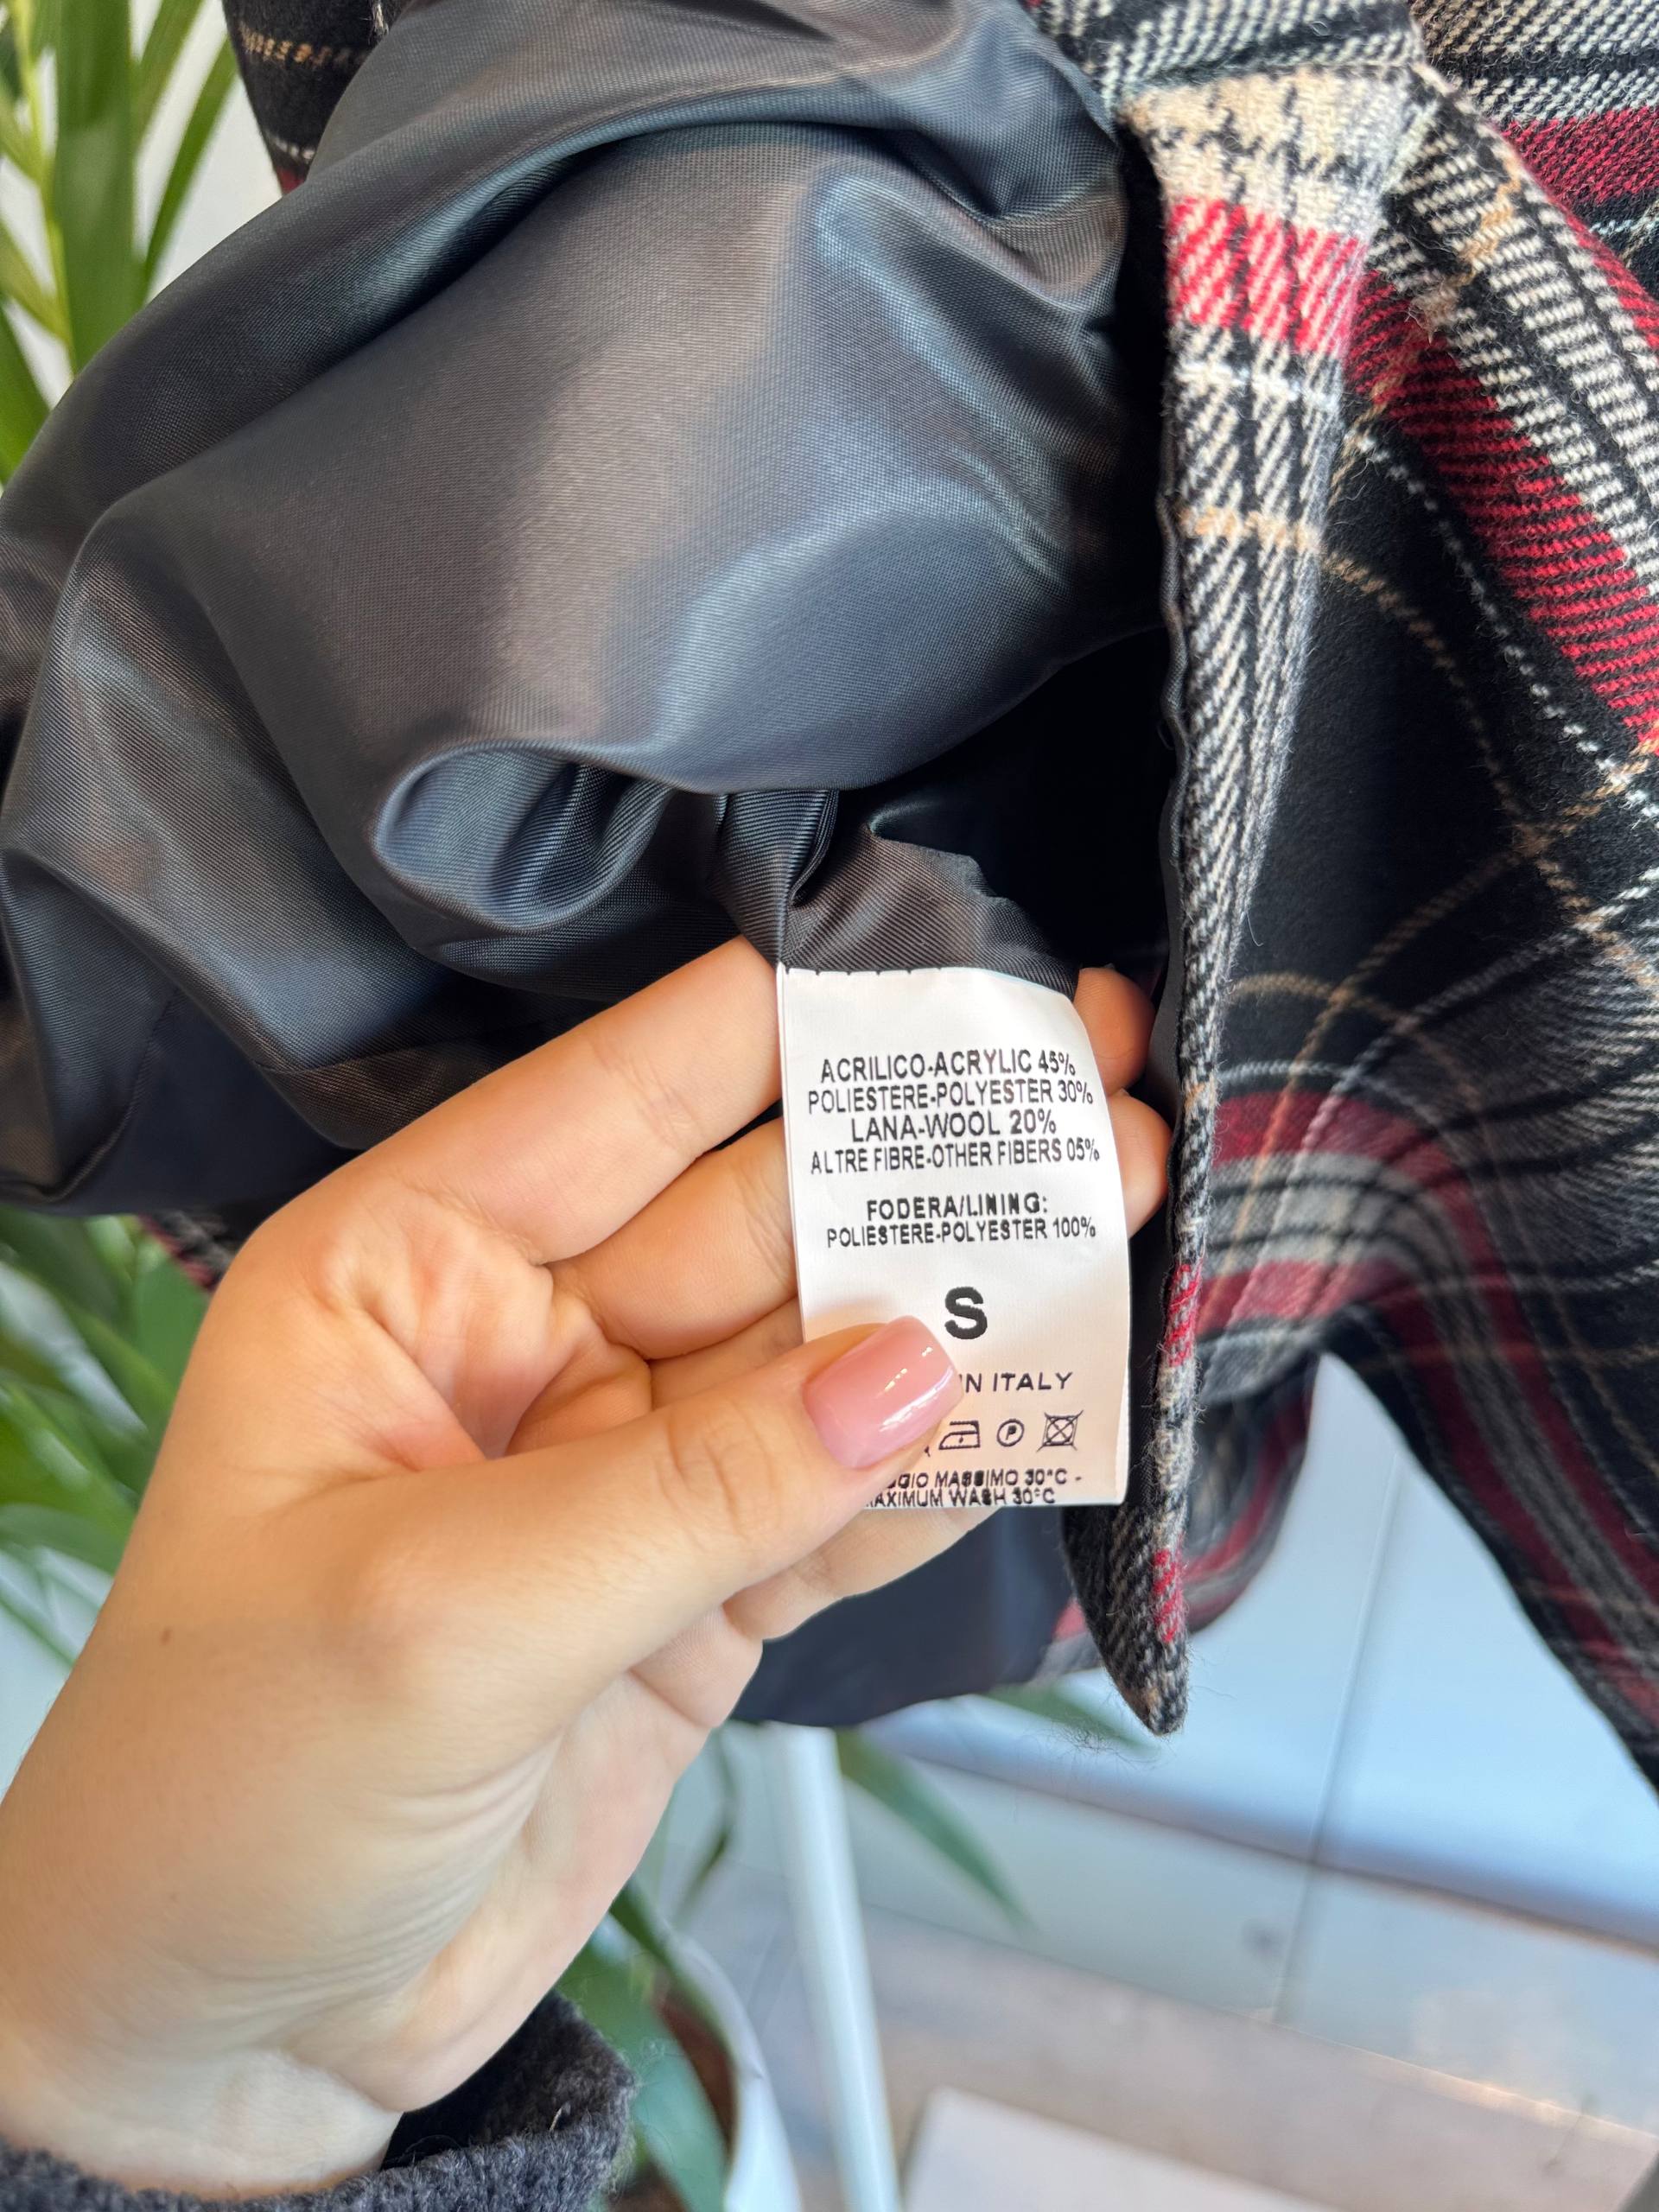 ACRILICO-ACRYLIC 45%
POLIESTERE-POLYESTER 30%
LANA-WOOL 20%
ALTRE FIBRE-OTHER FIBERS 05%
FODERA/LINING:
POLIESTERE-POLYESTER 100%
S
IN ITALY
P
MASSIMO 30°C -
WASH 30°C